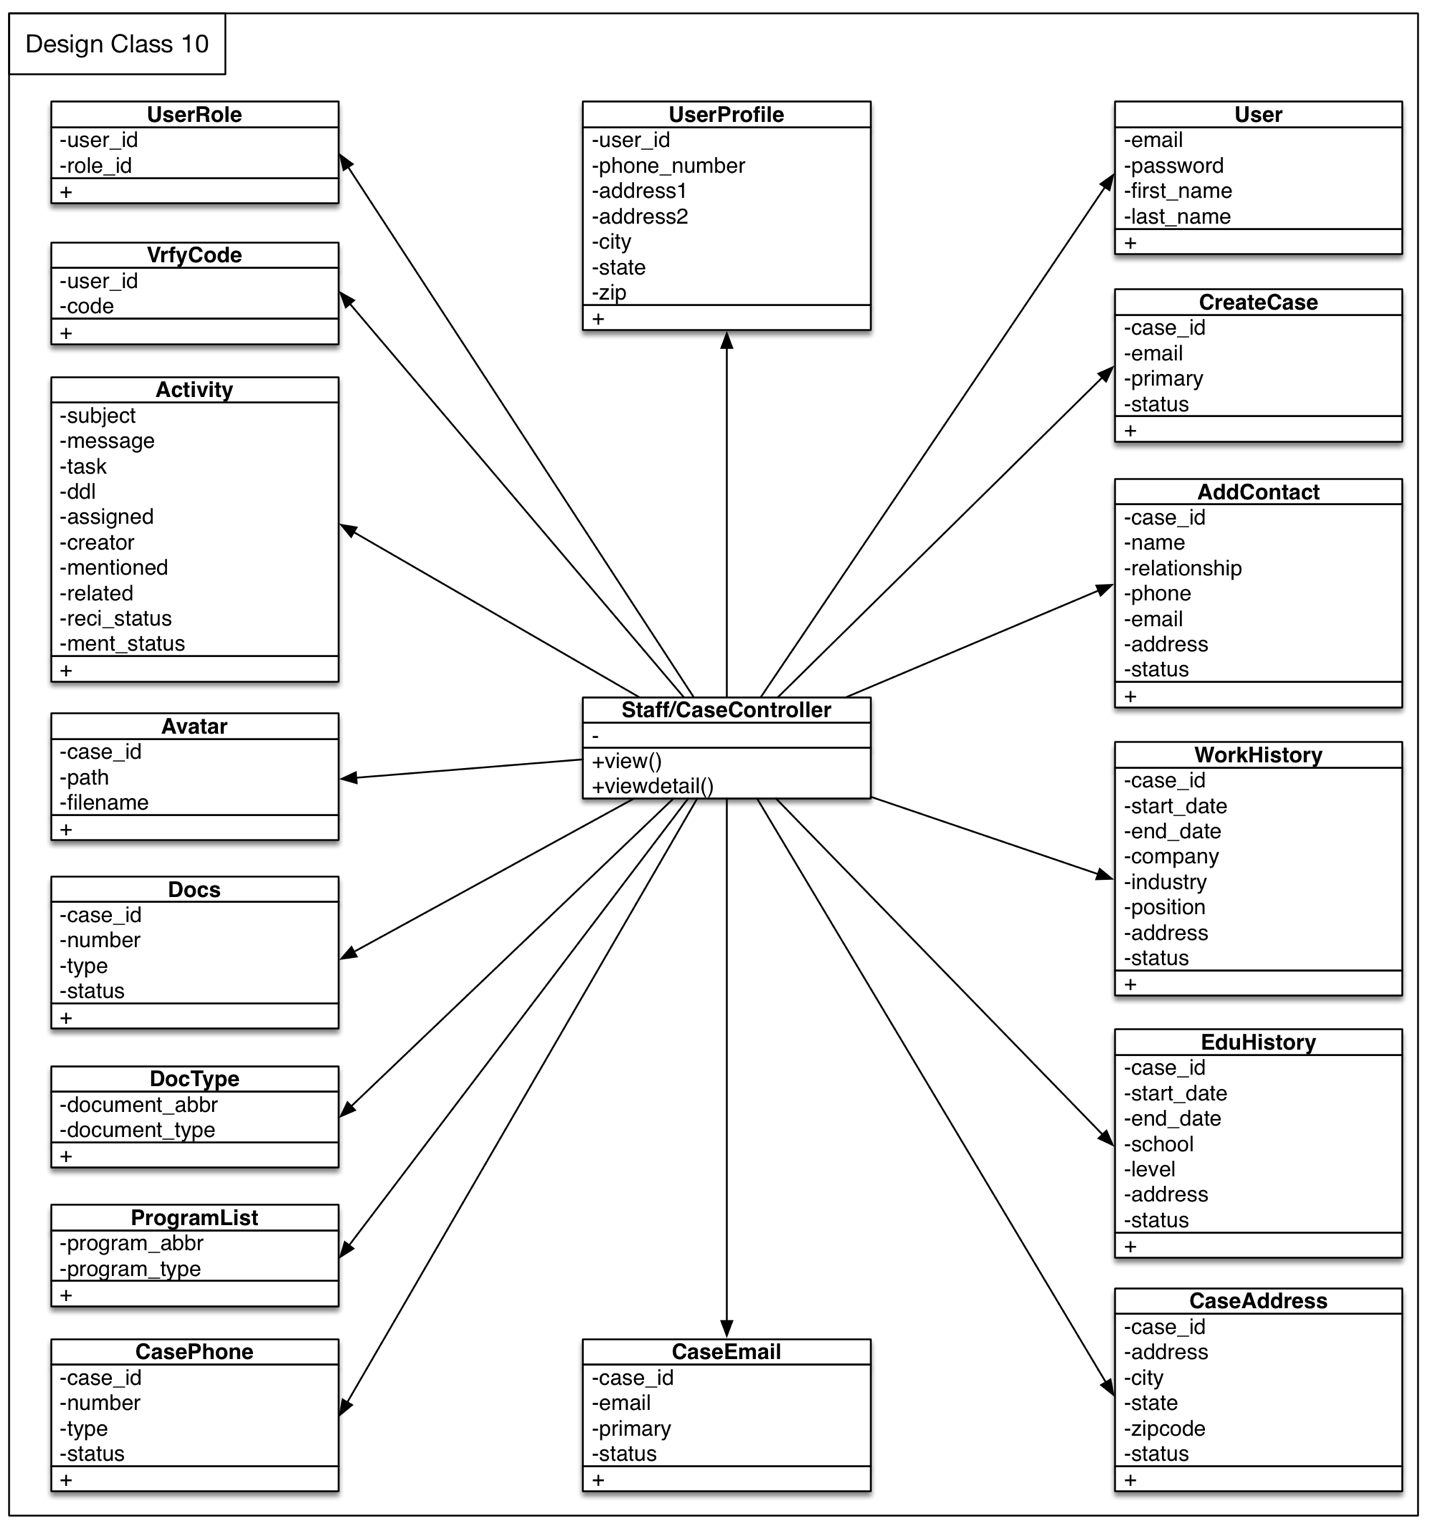 Design Class 10
UserRole
-user_id
-role_id
+
VrfyCode
-user_id
-code
+
Activity
-subject
-message
-task
-ddl
-assigned
-creator
-mentioned
-related
-reci_status
-ment_status
+
Avatar
-case_id
-path
-filename
+
Docs
-case_id
-number
-type
-status
+
DocType
-document_abbr
-document_type
+
ProgramList
-program_abbr
-program_type
+
CasePhone
-case_id
-number
-type
-status
+
UserProfile
-user_id
-phone_number
-address1
-address2
-city
-state
-zip
+
Staff/CaseController
-
+view()
+viewdetail()
CaseEmail
-case_id
-email
-primary
-status
+
User
-email
-password
-first_name
-last_name
+
CreateCase
-case_id
-email
-primary
-status
+
AddContact
-case_id
-name
-relationship
-phone
-email
-address
-status
+
WorkHistory
-case_id
-start_date
-end_date
-company
-industry
-position
-address
-status
+
EduHistory
-case_id
-start_date
-end_date
-school
-level
-address
-status
+
CaseAddress
-case_id
-address
-city
-state
-zipcode
-status
+